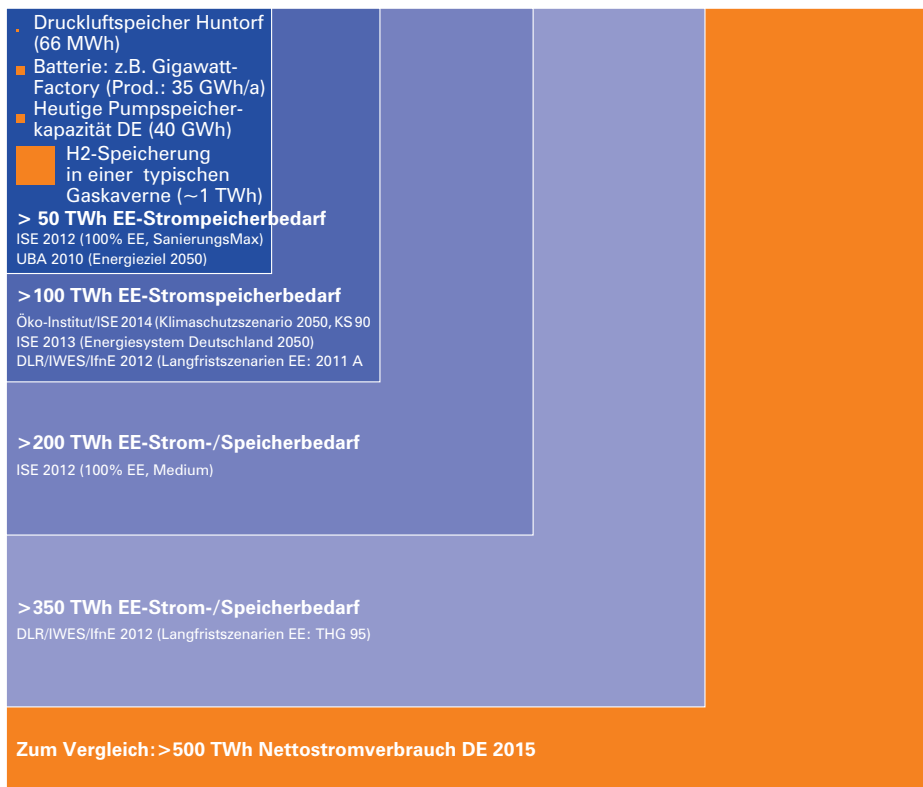 Druckluftspeicher Huntorf
(66 MWh)
Batterie: z.B. Gigawatt-
Factory (Prod.: 35 GWh/a)
Heutige Pumpspeicher-
kapazität DE (40 GWh)
H2-Speicherung
in einer typischen
Gaskaverne (~1 TWh)
> 50 TWh EE-Strompeicherbedarf
ISE 2012 (100% EE, SanierungsMax)
UBA 2010 (Energieziel 2050)
>100 TWh EE-Stromspeicherbedarf
Öko-Institut/ISE 2014 (Klimaschutzszenario 2050, KS 90
ISE 2013 (Energiesystem Deutschland 2050)
DLR/IWES/IfnE 2012 (Langfristszenarien EE: 2011 A
>200 TWh EE-Strom-/Speicherbedarf
ISE 2012 (100% EE, Medium)
>350 TWh EE-Strom-/Speicherbedarf
DLR/IWES/IfnE 2012 (Langfristszenarien EE: THG 95)
Zum Vergleich: >500 TWh Nettostromverbrauch DE 2015